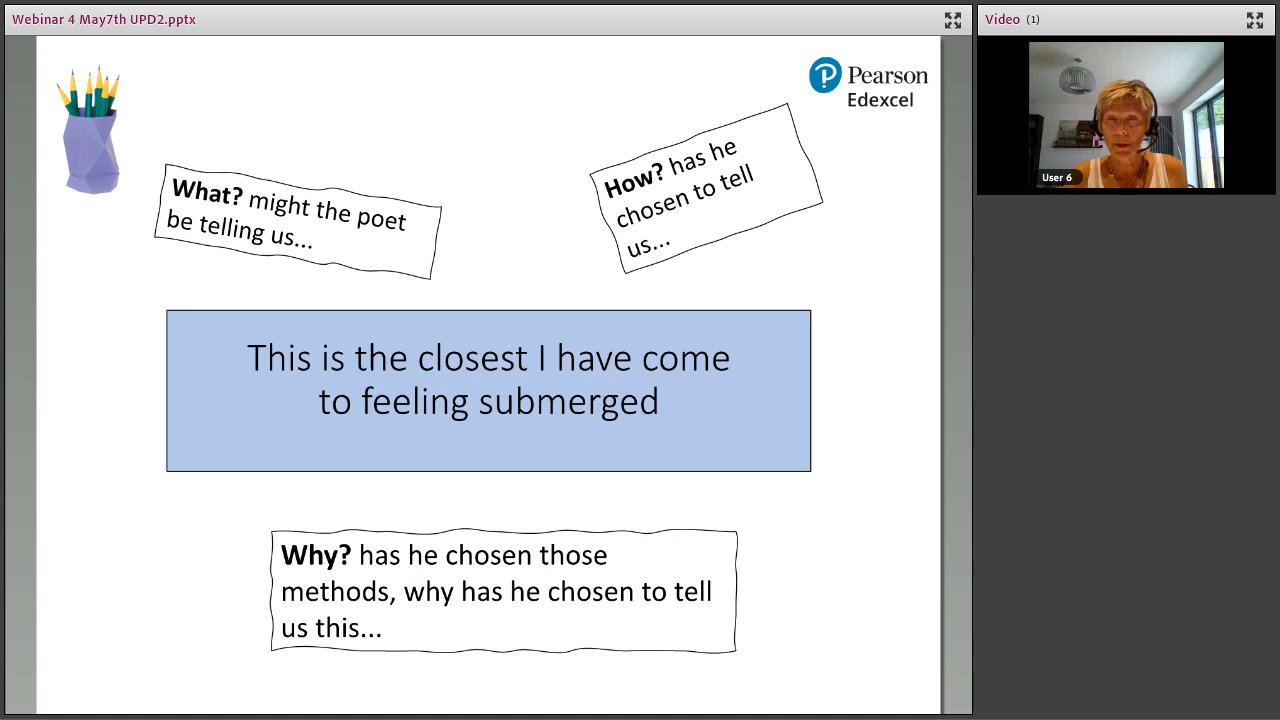 Webinar 4 May7th UPD2.pptx
Video (1)
Pearson
Edexcel
What? might the poet
be telling us...
How? has he
chosen to tell
us...
This is the closest I have come
to feeling submerged
Why? has he chosen those
methods, why has he chosen to tell
us this...
User 6